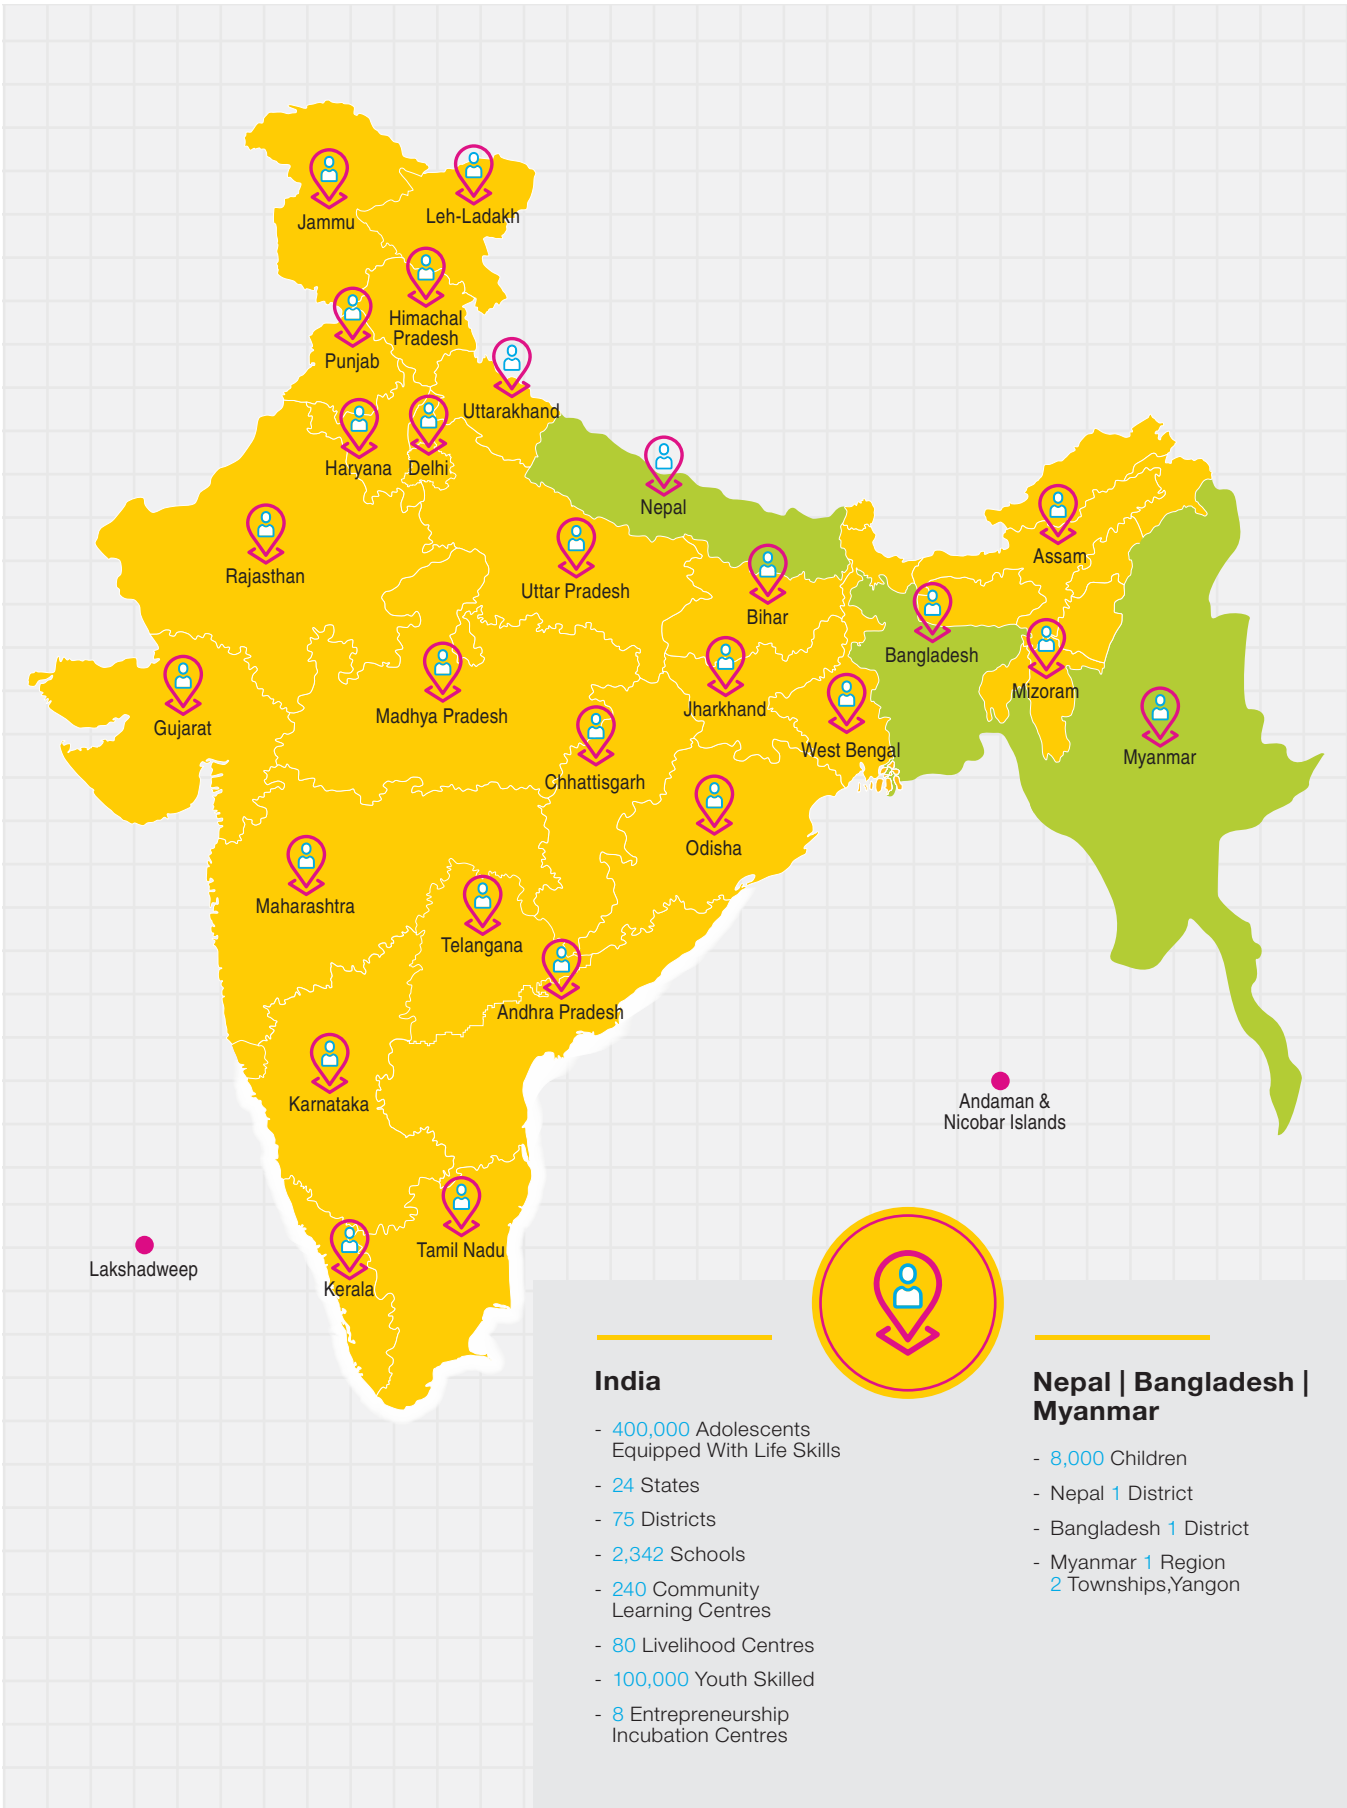 Jammu
Leh-Ladakh
Himachal
Pradesh
Punjab
Uttarakhand
Haryana
Delhi
Nepal
Assam
Rajasthan
Uttar Pradesh
Bihar
Bangladesh
Mizoram
Gujarat
Madhya Pradesh
Jharkhand
West Bengal
Myanmar
Chhattisgarh
Odisha
Maharashtra
Telangana
Andhra Pradesh
Karnataka
Andaman &
Nicobar Islands
Tamil Nadu
Lakshadweep
Kerala
India
- 400,000 Adolescents
Equipped With Life Skills
- 24 States
- 75 Districts
- 2,342 Schools
- 240 Community
Learning Centres
- 80 Livelihood Centres
- 100,000 Youth Skilled
- 8 Entrepreneurship
Incubation Centres
Nepal | Bangladesh |
Myanmar
- 8,000 Children
- Nepal 1 District
- Bangladesh 1 District
- Myanmar 1 Region
2 Townships,Yangon